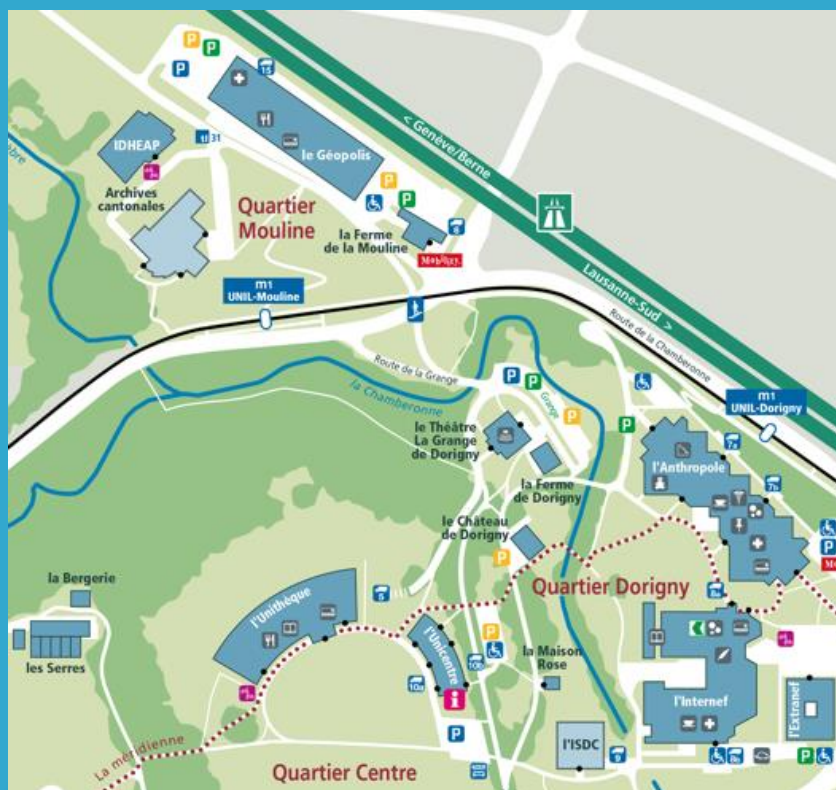 P
P
P
15
IDHEAP
tl 31
le Géopolis
< Genève/Berne
Archives
cantonales
Quartier
Mouline
P
P
la Ferme
de la Mouline
6
Mobility
Lausanne-Sud >
m1
UNIL-Mouline
Route de la Chamberonne
Route de la Grange
la Chamberonne
P
P
Grange
P
m1
UNIL-Dorigny
P
le Théâtre
La Grange
de Dorigny
7a
l'Anthropole
7b
la Ferme
de Dorigny
le Château
de Dorigny
P
P
la Bergerie
5
Quartier Dorigny
l'Unithèque
les Serres
l'Unicentre
P
la Maison
Rose
10a
10b
i
l'Internef
l'Extranef
P
l'ISDC
9
8b
P
La méridienne
Quartier Centre